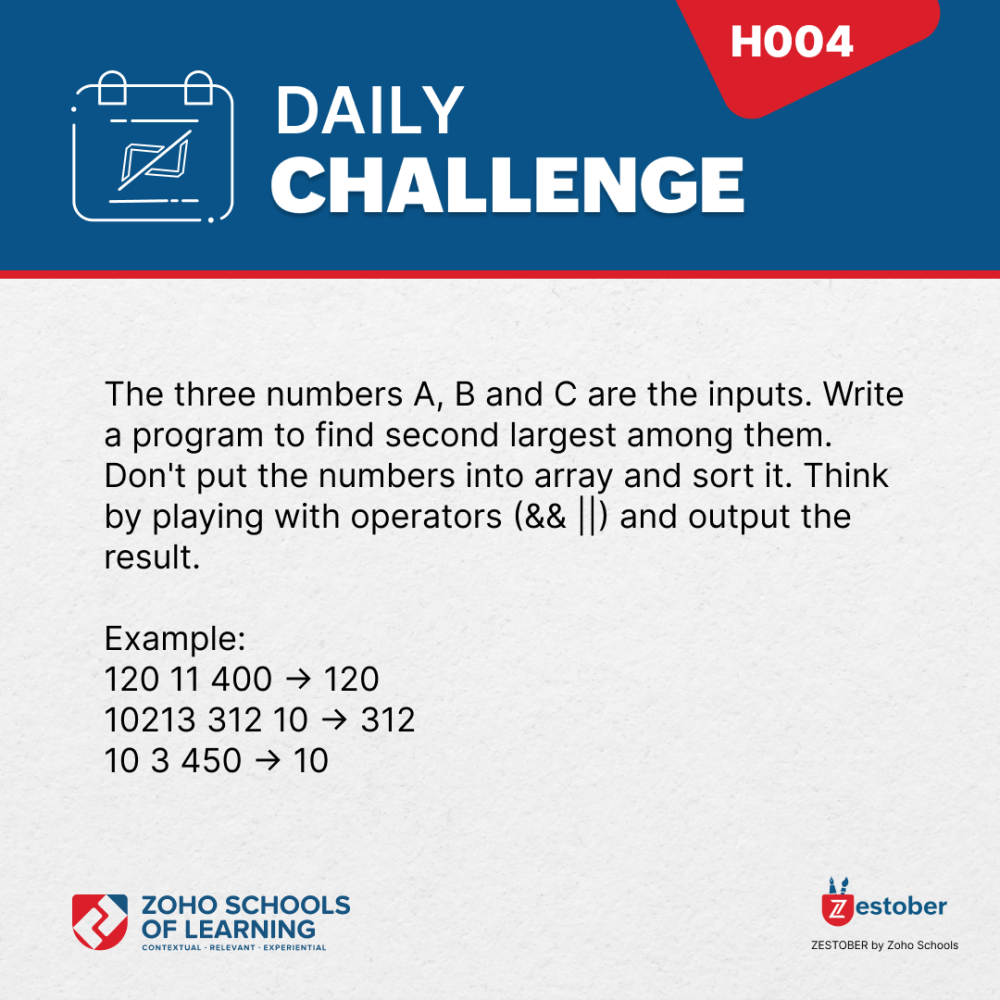 H004
DAILY
CHALLENGE
The three numbers A, B and C are the inputs. Write
a program to find second largest among them.
Don't put the numbers into array and sort it. Think
by playing with operators (&& ||) and output the
result.
Example:
120 11 400 → 120
10213 312 10 → 312
10 3 450 → 10
ZOHO SCHOOLS
OF LEARNING
CONTEXTUAL · RELEVANT · EXPERIENTIAL
Zestober
ZESTOBER by Zoho Schools